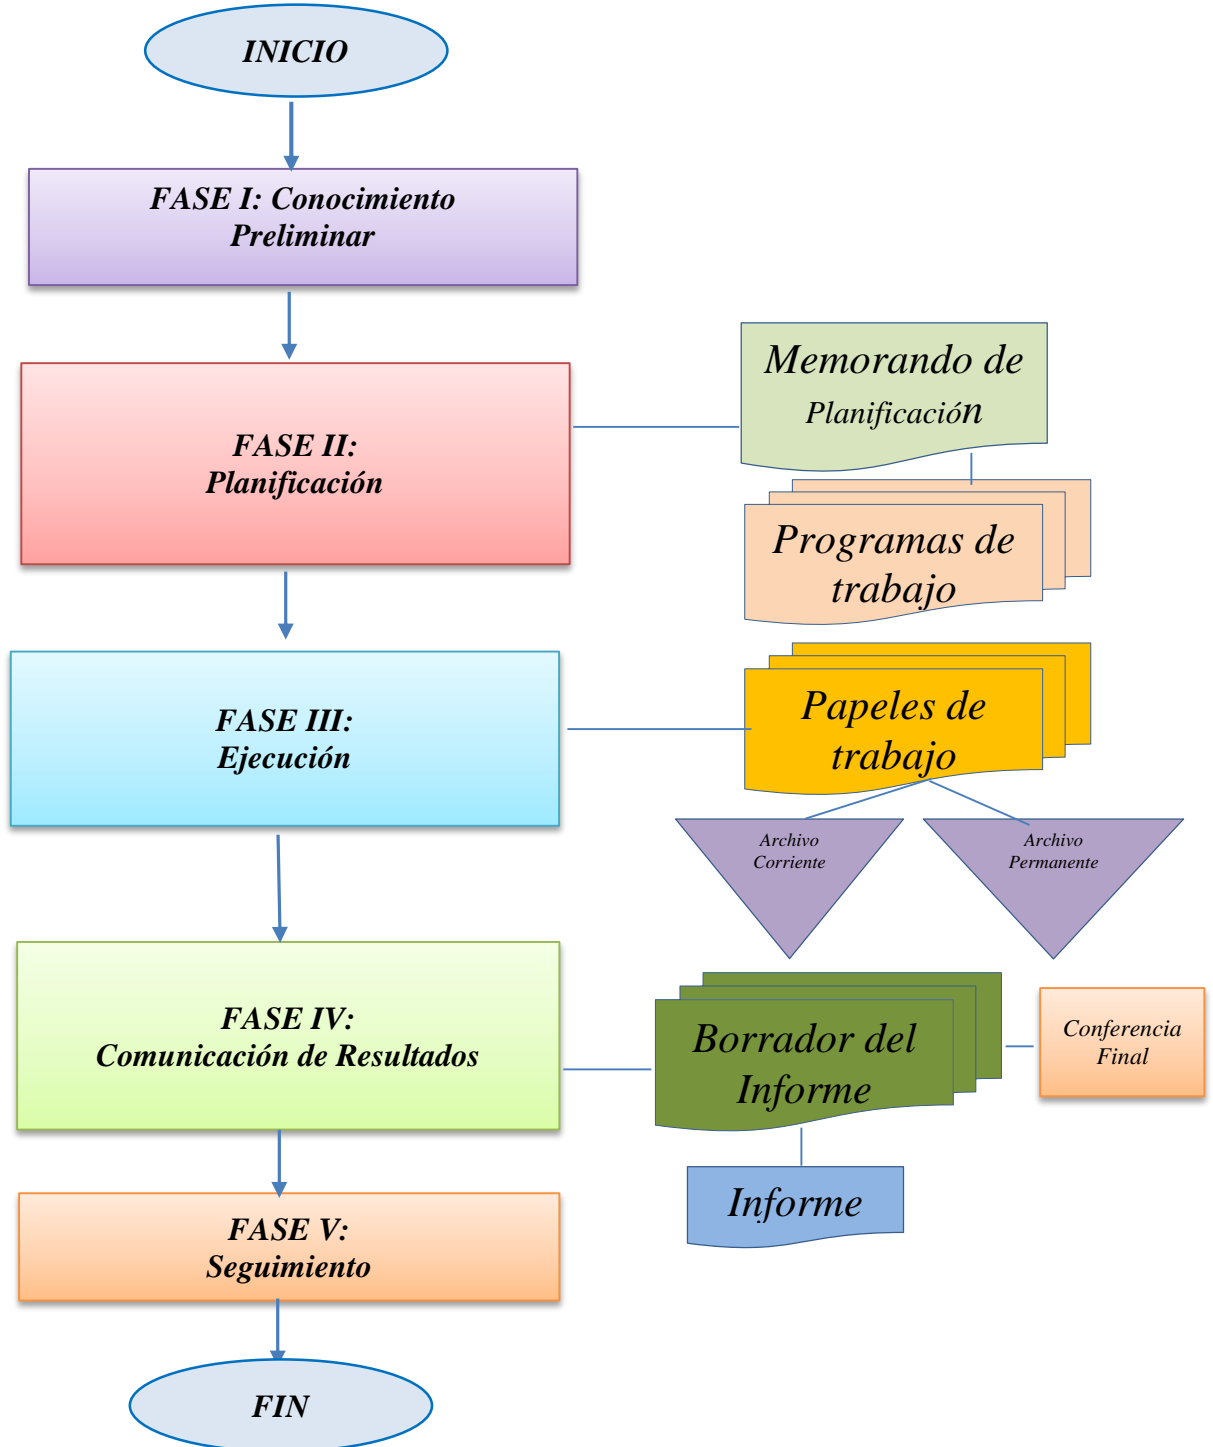 INICIO
FASE I: Conocimiento
Preliminar
FASE II:
Planificación
Memorando de
Planificación
Programas de
trabajo
FASE III:
Ejecución
Papeles de
trabajo
Archivo
Corriente
Archivo
Permanente
FASE IV:
Comunicación de Resultados
Borrador del
Informe
Conferencia
Final
Informe
FASE V:
Seguimiento
FIN